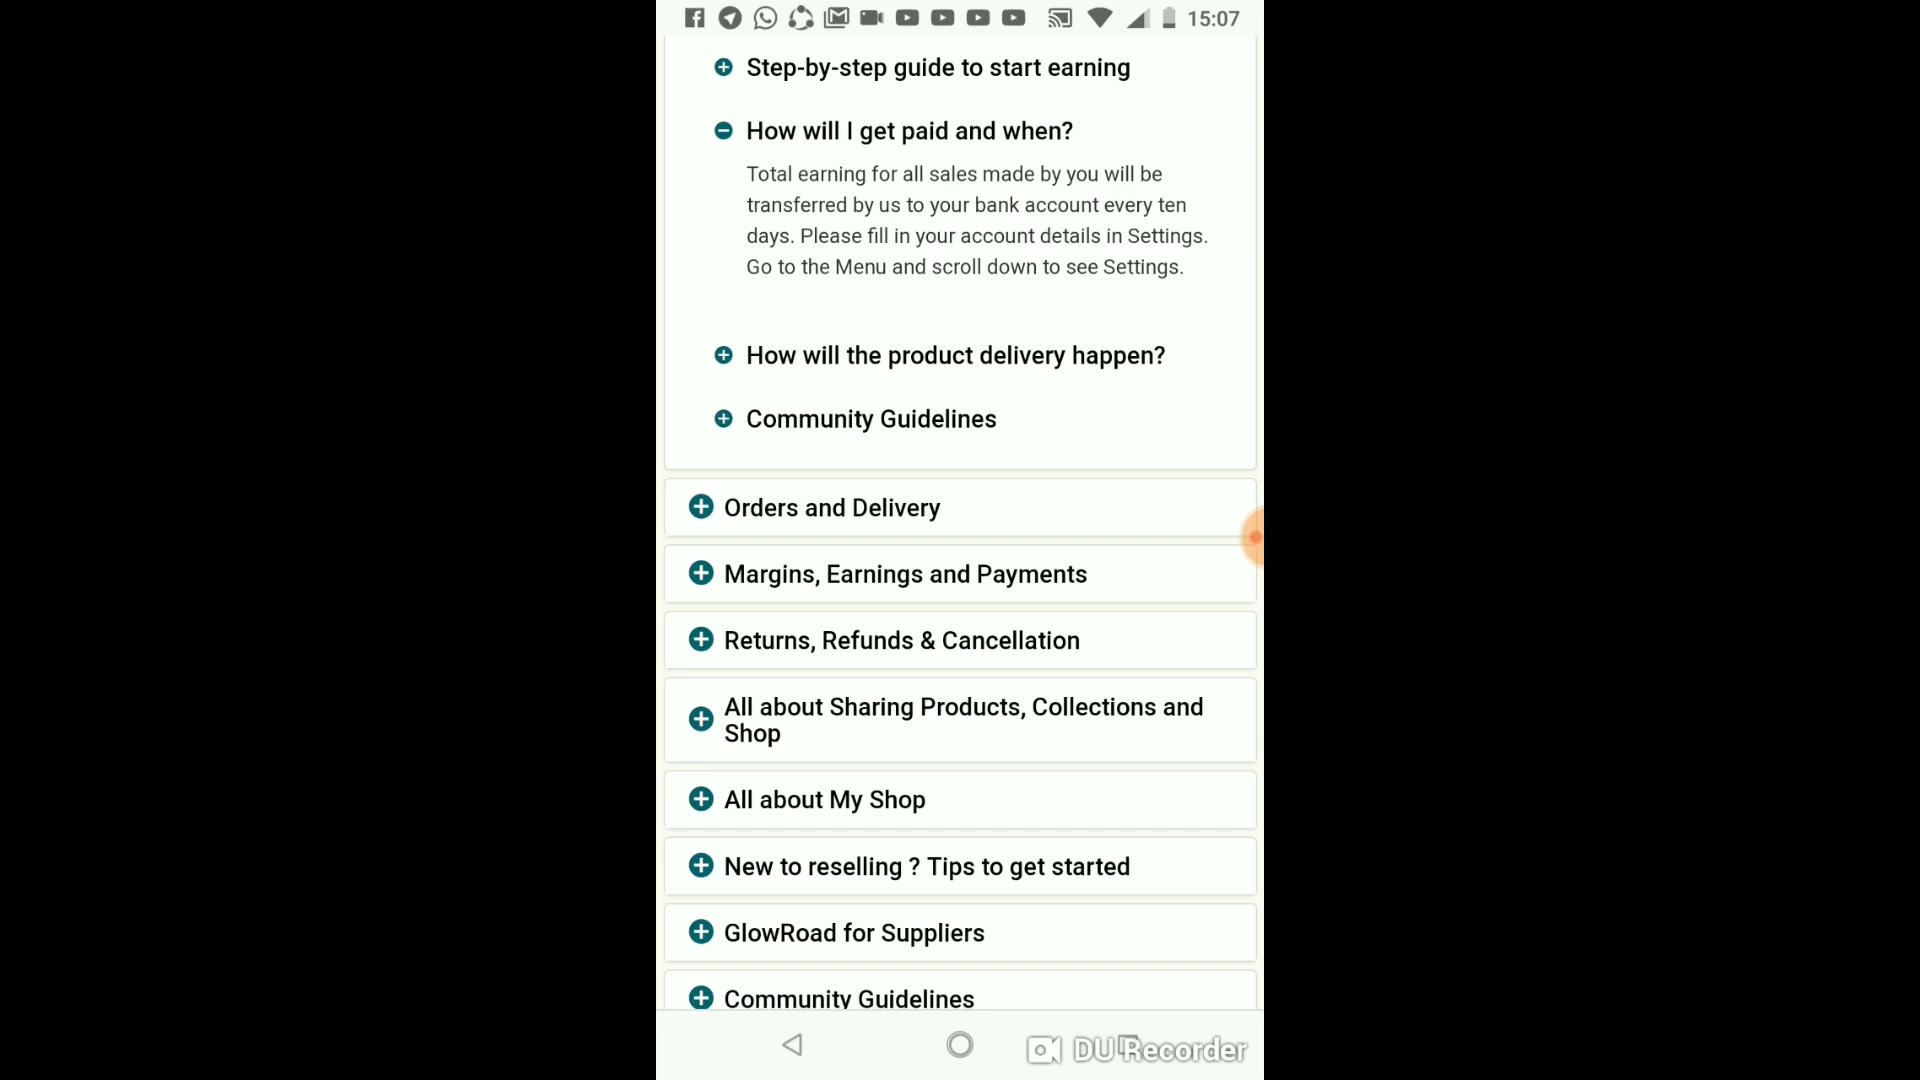 15:07
Step-by-step guide to start earning
How will I get paid and when?
Total earning for all sales made by you will be
transferred by us to your bank account every ten
days. Please fill in your account details in Settings.
Go to the Menu and scroll down to see Settings.
How will the product delivery happen?
Community Guidelines
Orders and Delivery
Margins, Earnings and Payments
Returns, Refunds & Cancellation
All about Sharing Products, Collections and
Shop
All about My Shop
New to reselling ? Tips to get started
GlowRoad for Suppliers
Community Guidelines
DU Recorder